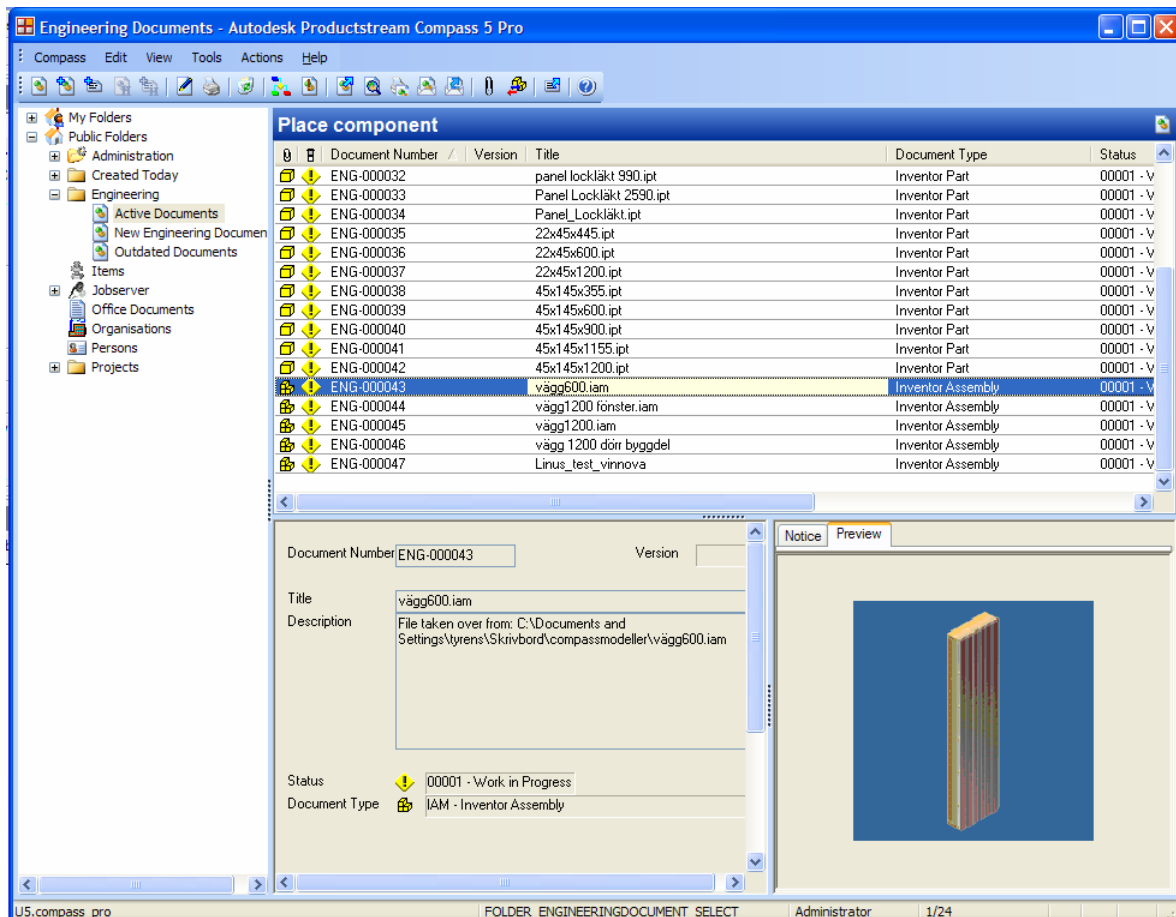 Engineering Documents - Autodesk Productstream Compass 5 Pro
Compass Edit View Tools Actions Help
My Folders
Public Folders
Administration
Created Today
Engineering
Active Documents
New Engineering Documen
Outdated Documents
Items
Jobserver
Office Documents
Organisations
Persons
Projects
Place component
Document Number Version Title Document Type Status
ENG-000032 panel lockläkt 990.ipt Inventor Part 00001 - V
ENG-000033 Panel Lockläkt 2590.ipt Inventor Part 00001 - V
ENG-000034 Panel_Lockläkt.ipt Inventor Part 00001 - V
ENG-000035 22x45x445.ipt Inventor Part 00001 - V
ENG-000036 22x45x600.ipt Inventor Part 00001 - V
ENG-000037 22x45x1200.ipt Inventor Part 00001 - V
ENG-000038 45x145x355.ipt Inventor Part 00001 - V
ENG-000039 45x145x600.ipt Inventor Part 00001 - V
ENG-000040 45x145x900.ipt Inventor Part 00001 - V
ENG-000041 45x145x1155.ipt Inventor Part 00001 - V
ENG-000042 45x145x1200.ipt Inventor Part 00001 - V
ENG-000043 vägg600.iam Inventor Assembly 00001 - V
ENG-000044 vägg1200 fönster.iam Inventor Assembly 00001 - V
ENG-000045 vägg1200.iam Inventor Assembly 00001 - V
ENG-000046 vägg 1200 dörr byggdel Inventor Assembly 00001 - V
ENG-000047 Linus_test_vinnova Inventor Assembly 00001 - V
Document Number ENG-000043 Version
Title vägg600.iam
Description File taken over from: C:\Documents and
Settings\tyrens\Skrivbord\compassmodeller\vägg600.iam
Status 00001 - Work in Progress
Document Type IAM - Inventor Assembly
Notice Preview
U5.compass_pro FOLDER_ENGINEERINGDOCUMENT_SELECT Administrator 1/24